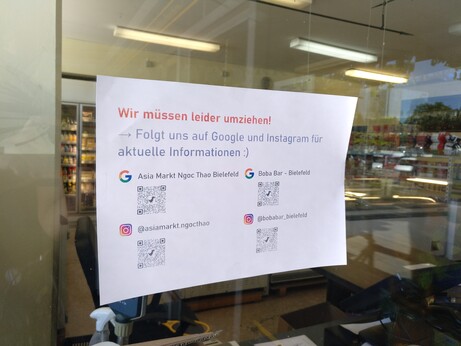 Wir müssen leider umziehen!
→ Folgt uns auf Google und Instagram für
aktuelle Informationen :)
Asia Markt Ngoc Thao Bielefeld
Boba Bar - Bielefeld
@asiamarkt.ngocthao
@bobabar_bielefeld